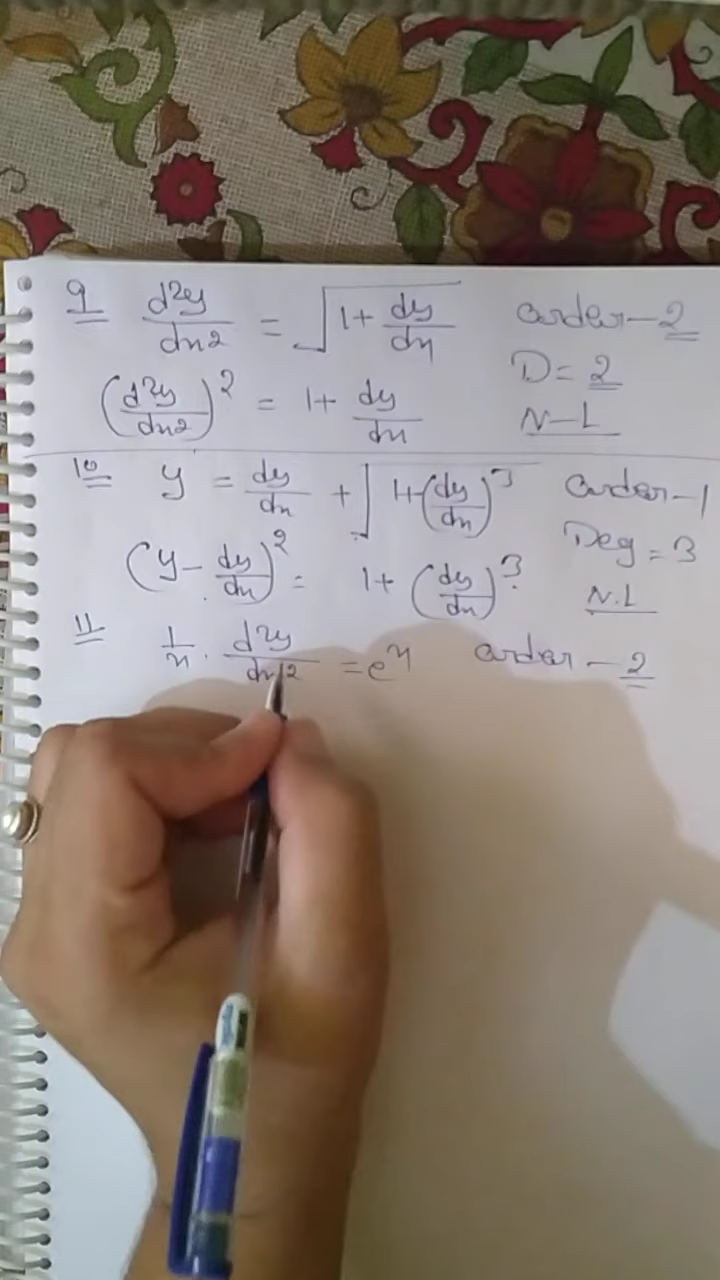 9 d²y/dx2 = √1+ dy/dx order - 2
D = 2
(d²y/dx2)² = 1+ dy/dx N-L
10 y = dy/dx + √1+(dy/dx)³ order - 1
Deg = 3
(y - dy/dx)² = 1+ (dy/dx)³ N.L
11 1/x . d²y/dx2 = e^x order - 2